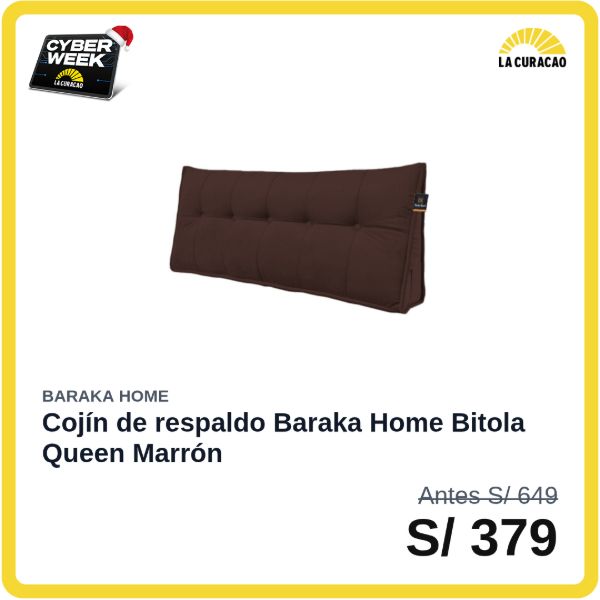 CYBER
WEEK
LA CURACAO
LA CURACAO
BARAKA HOME
Cojín de respaldo Baraka Home Bitola
Queen Marrón
Antes S/ 649
S/ 379